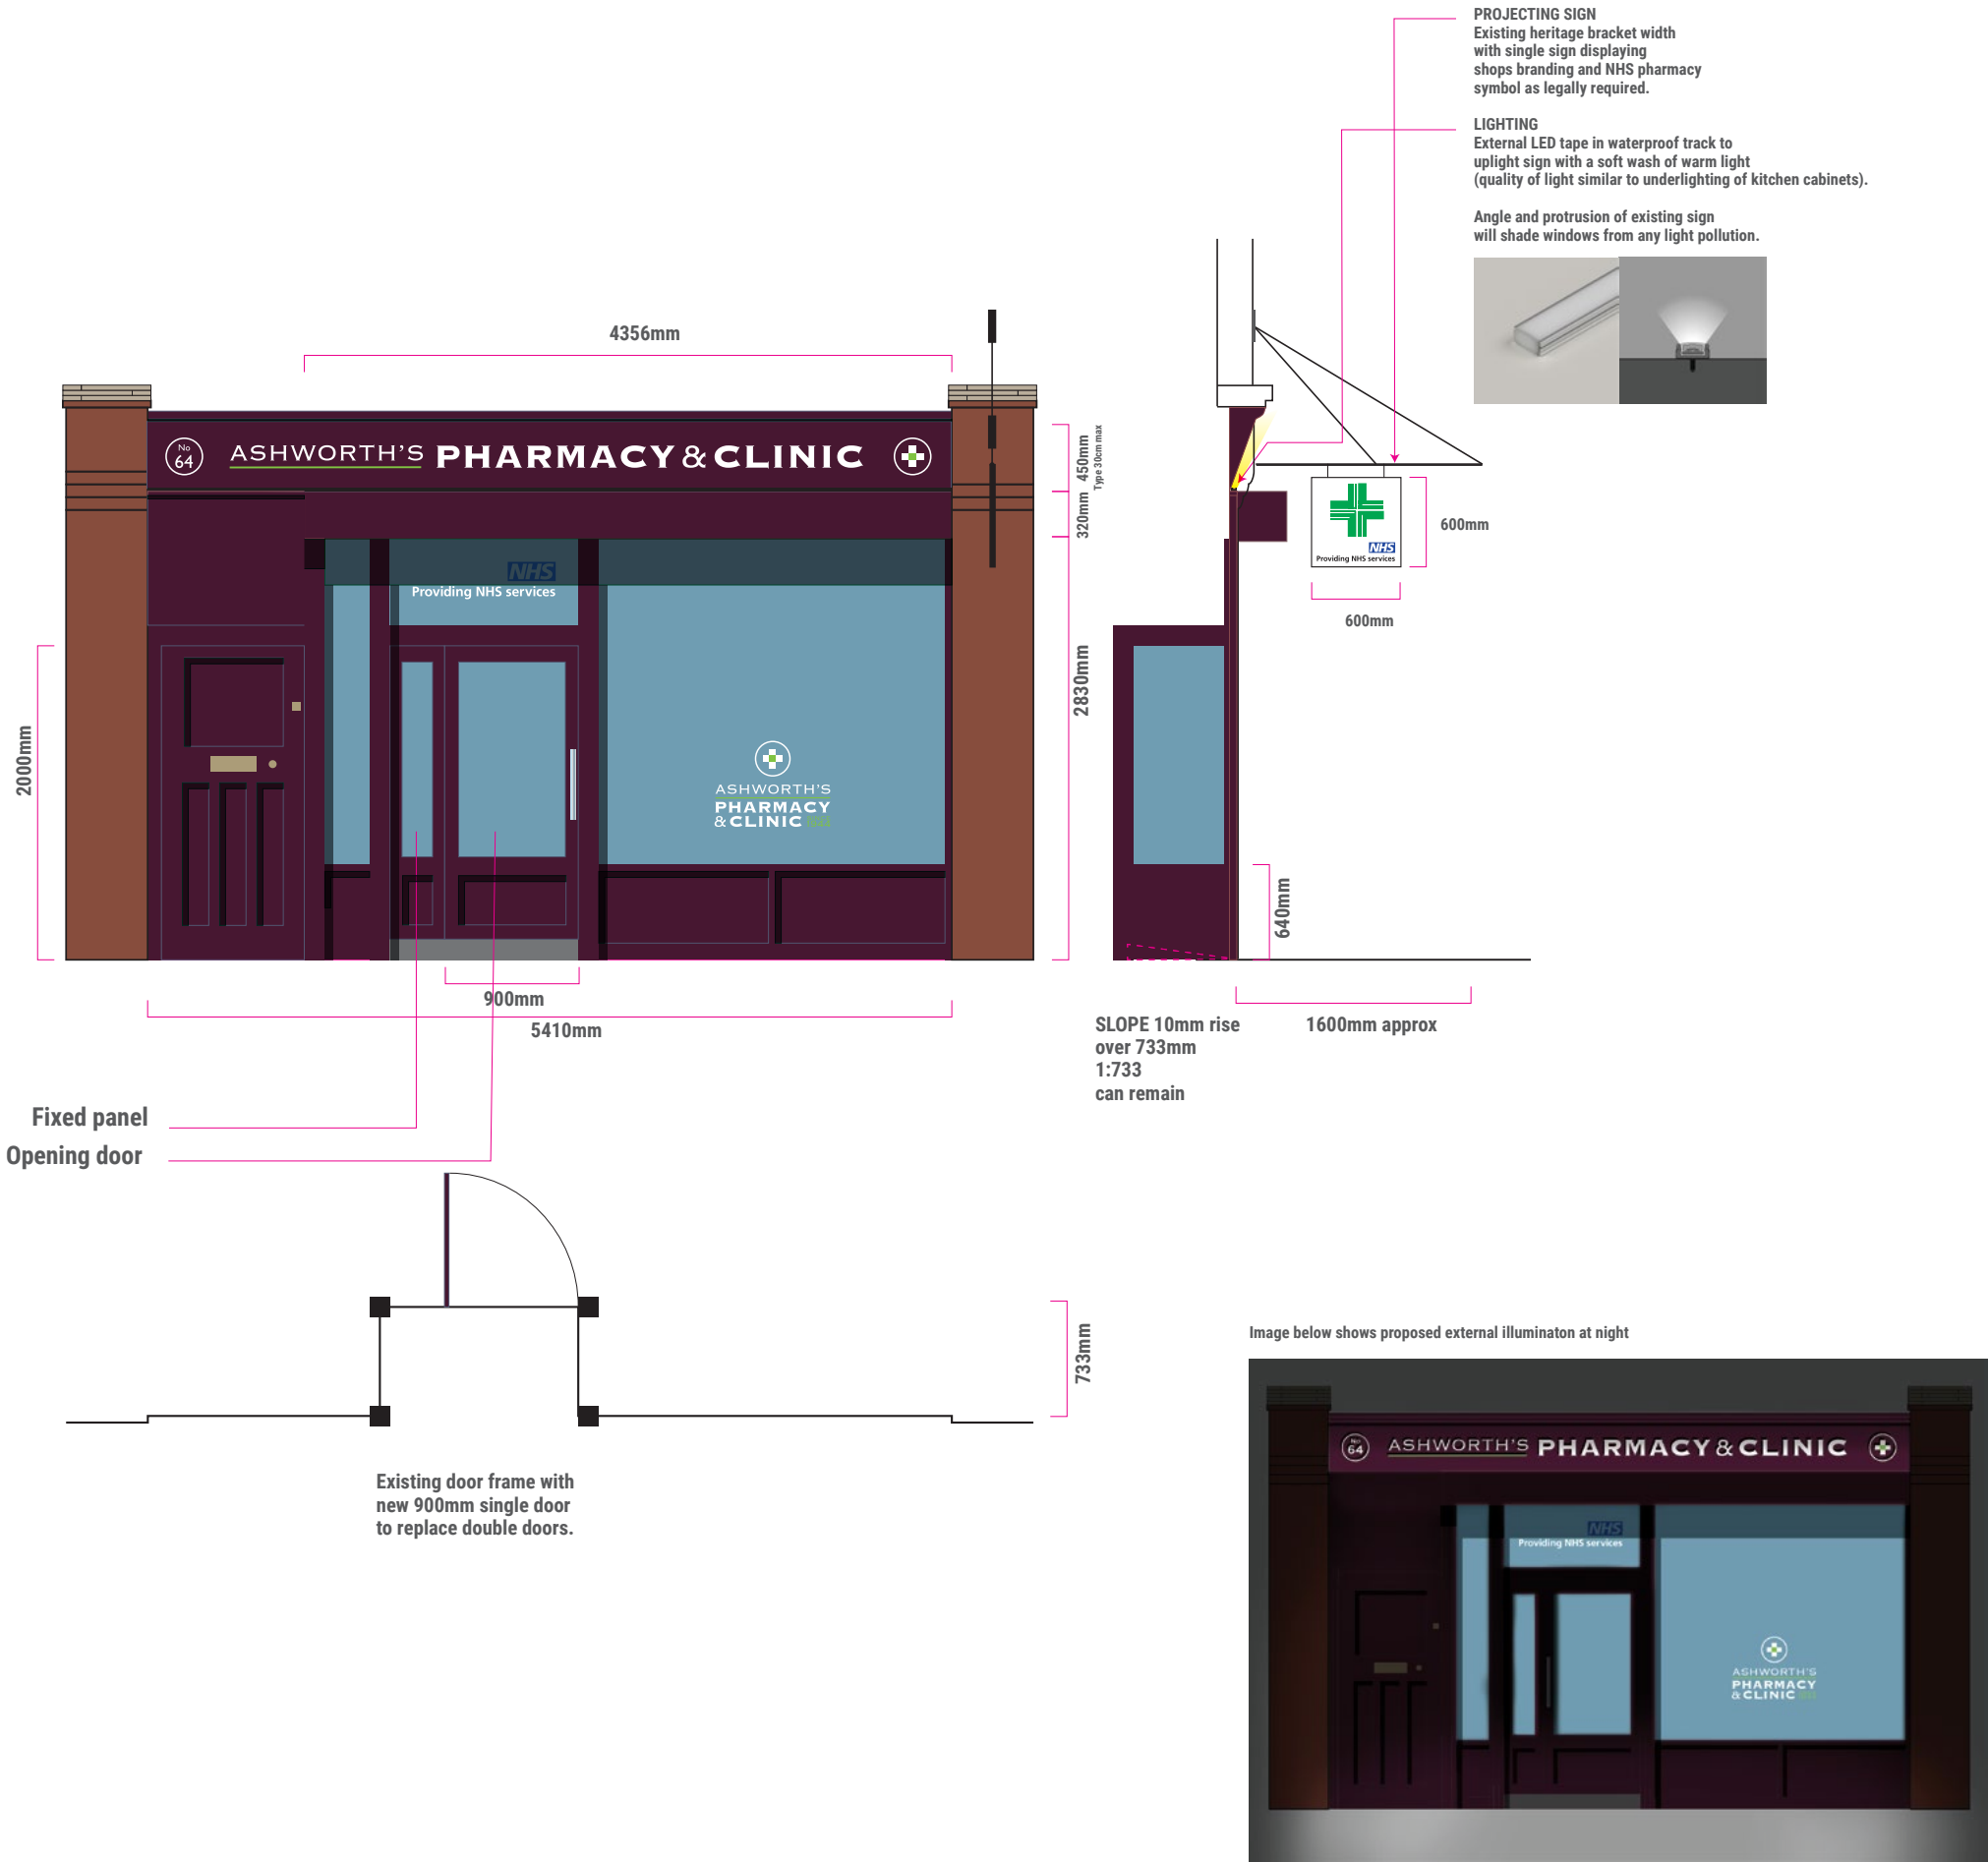 PROJECTING SIGN
Existing heritage bracket width
with single sign displaying
shops branding and NHS pharmacy
symbol as legally required.
LIGHTING
External LED tape in waterproof track to
uplight sign with a soft wash of warm light
(quality of light similar to underlighting of kitchen cabinets).
Angle and protrusion of existing sign
will shade windows from any light pollution.
4356mm
No
64
ASHWORTH'S PHARMACY & CLINIC
450mm
Type 30cm max
320mm
2830mm
2000mm
NHS
Providing NHS services
ASHWORTH'S
PHARMACY
& CLINIC
900mm
5410mm
NHS
Providing NHS services
600mm
600mm
640mm
SLOPE 10mm rise
over 733mm
1:733
can remain
1600mm approx
Fixed panel
Opening door
733mm
Existing door frame with
new 900mm single door
to replace double doors.
Image below shows proposed external illuminaton at night
No
64
ASHWORTH'S PHARMACY & CLINIC
NHS
Providing NHS services
ASHWORTH'S
PHARMACY
& CLINIC